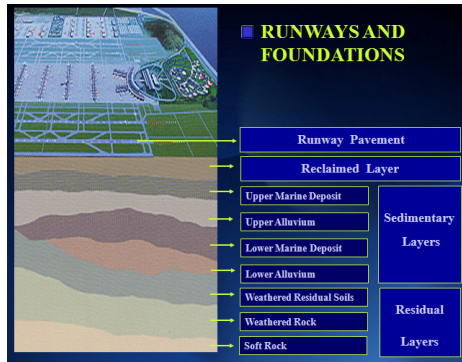 RUNWAYS AND
FOUNDATIONS
Runway Pavement
Reclaimed Layer
Upper Marine Deposit
Upper Alluvium
Lower Marine Deposit
Lower Alluvium
Sedimentary
Layers
Weathered Residual Soils
Weathered Rock
Soft Rock
Residual
Layers